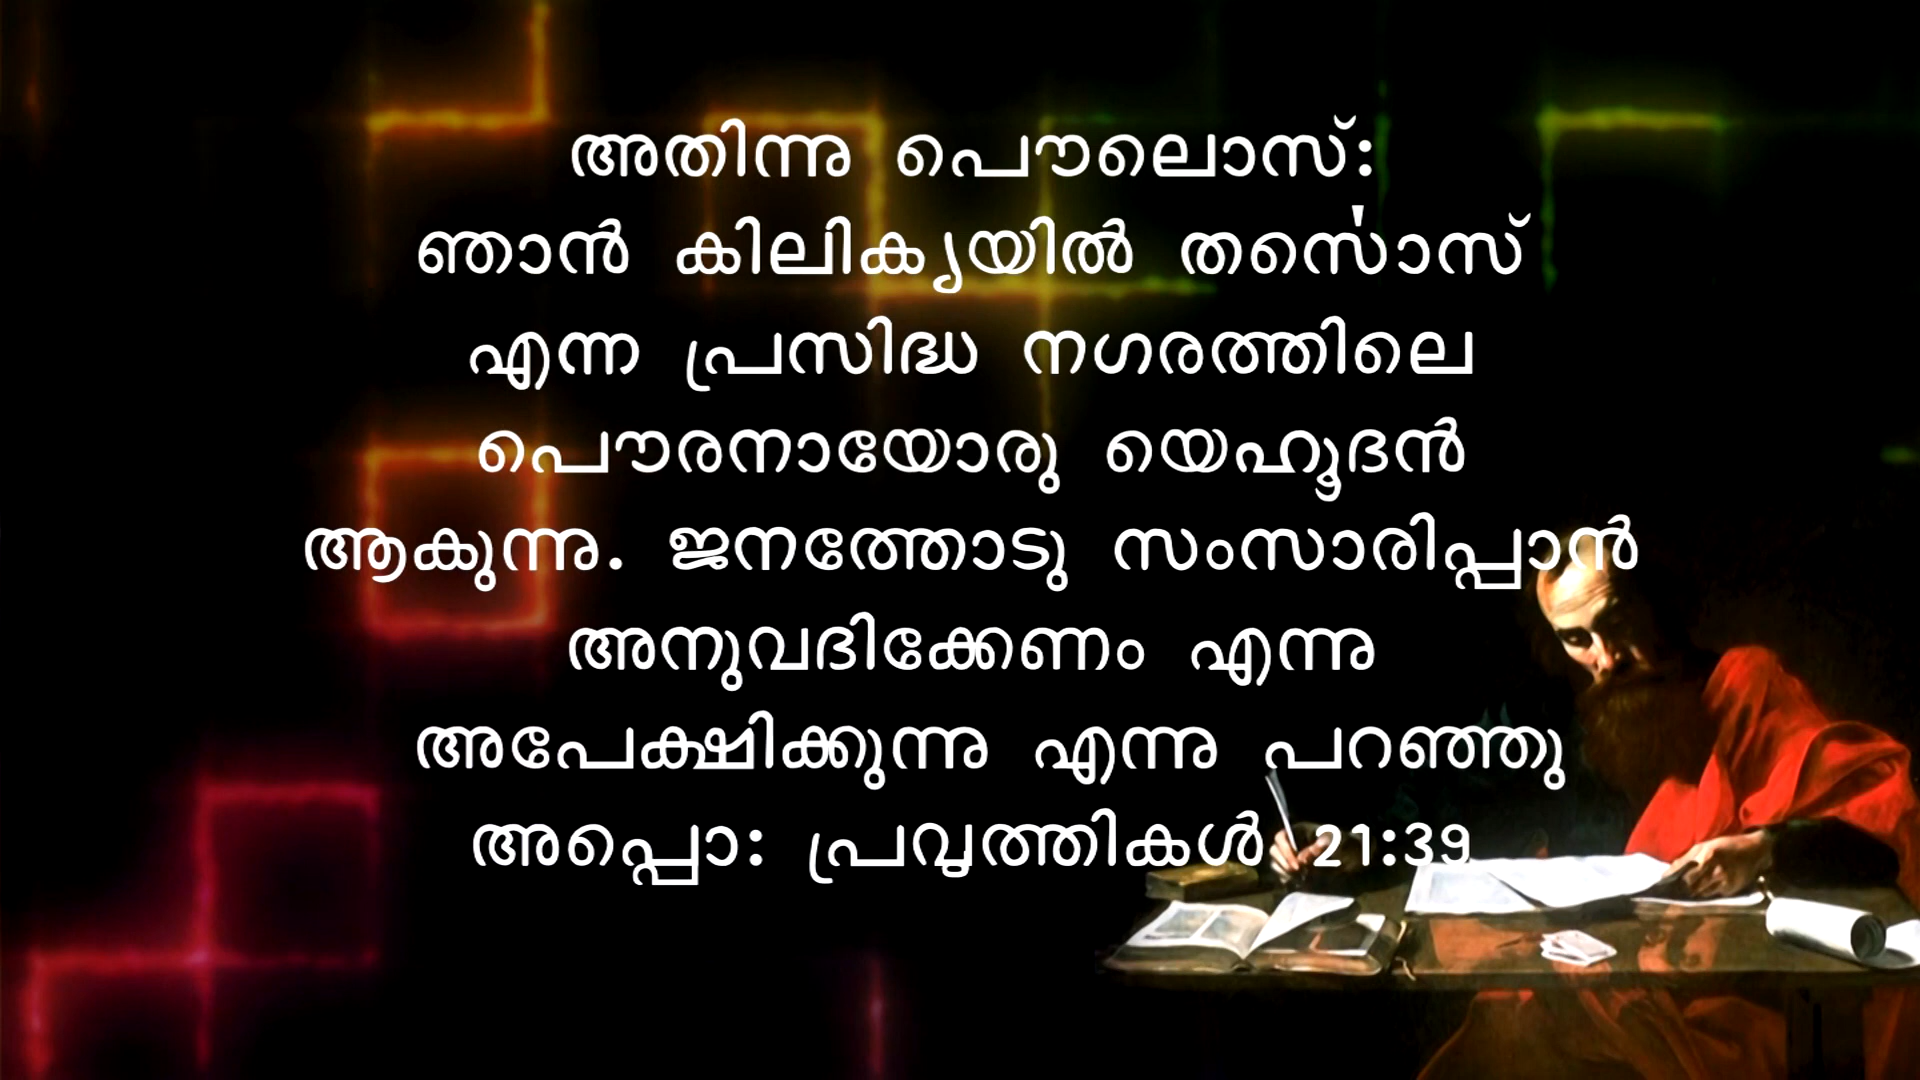 അതിന്നു പൌലൊസ്:
ഞാൻ കിലിക്യയിൽ തൎസൊസ്
എന്ന പ്രസിദ്ധ നഗരത്തിലെ
പൌരനായോരു യെഹൂദൻ
ആകുന്നു. ജനത്തോടു സംസാരിപ്പാൻ
അനുവദിക്കേണം എന്നു
അപേക്ഷിക്കുന്നു എന്നു പറഞ്ഞു
അപ്പൊ: പ്രവൃത്തികൾ 21:39